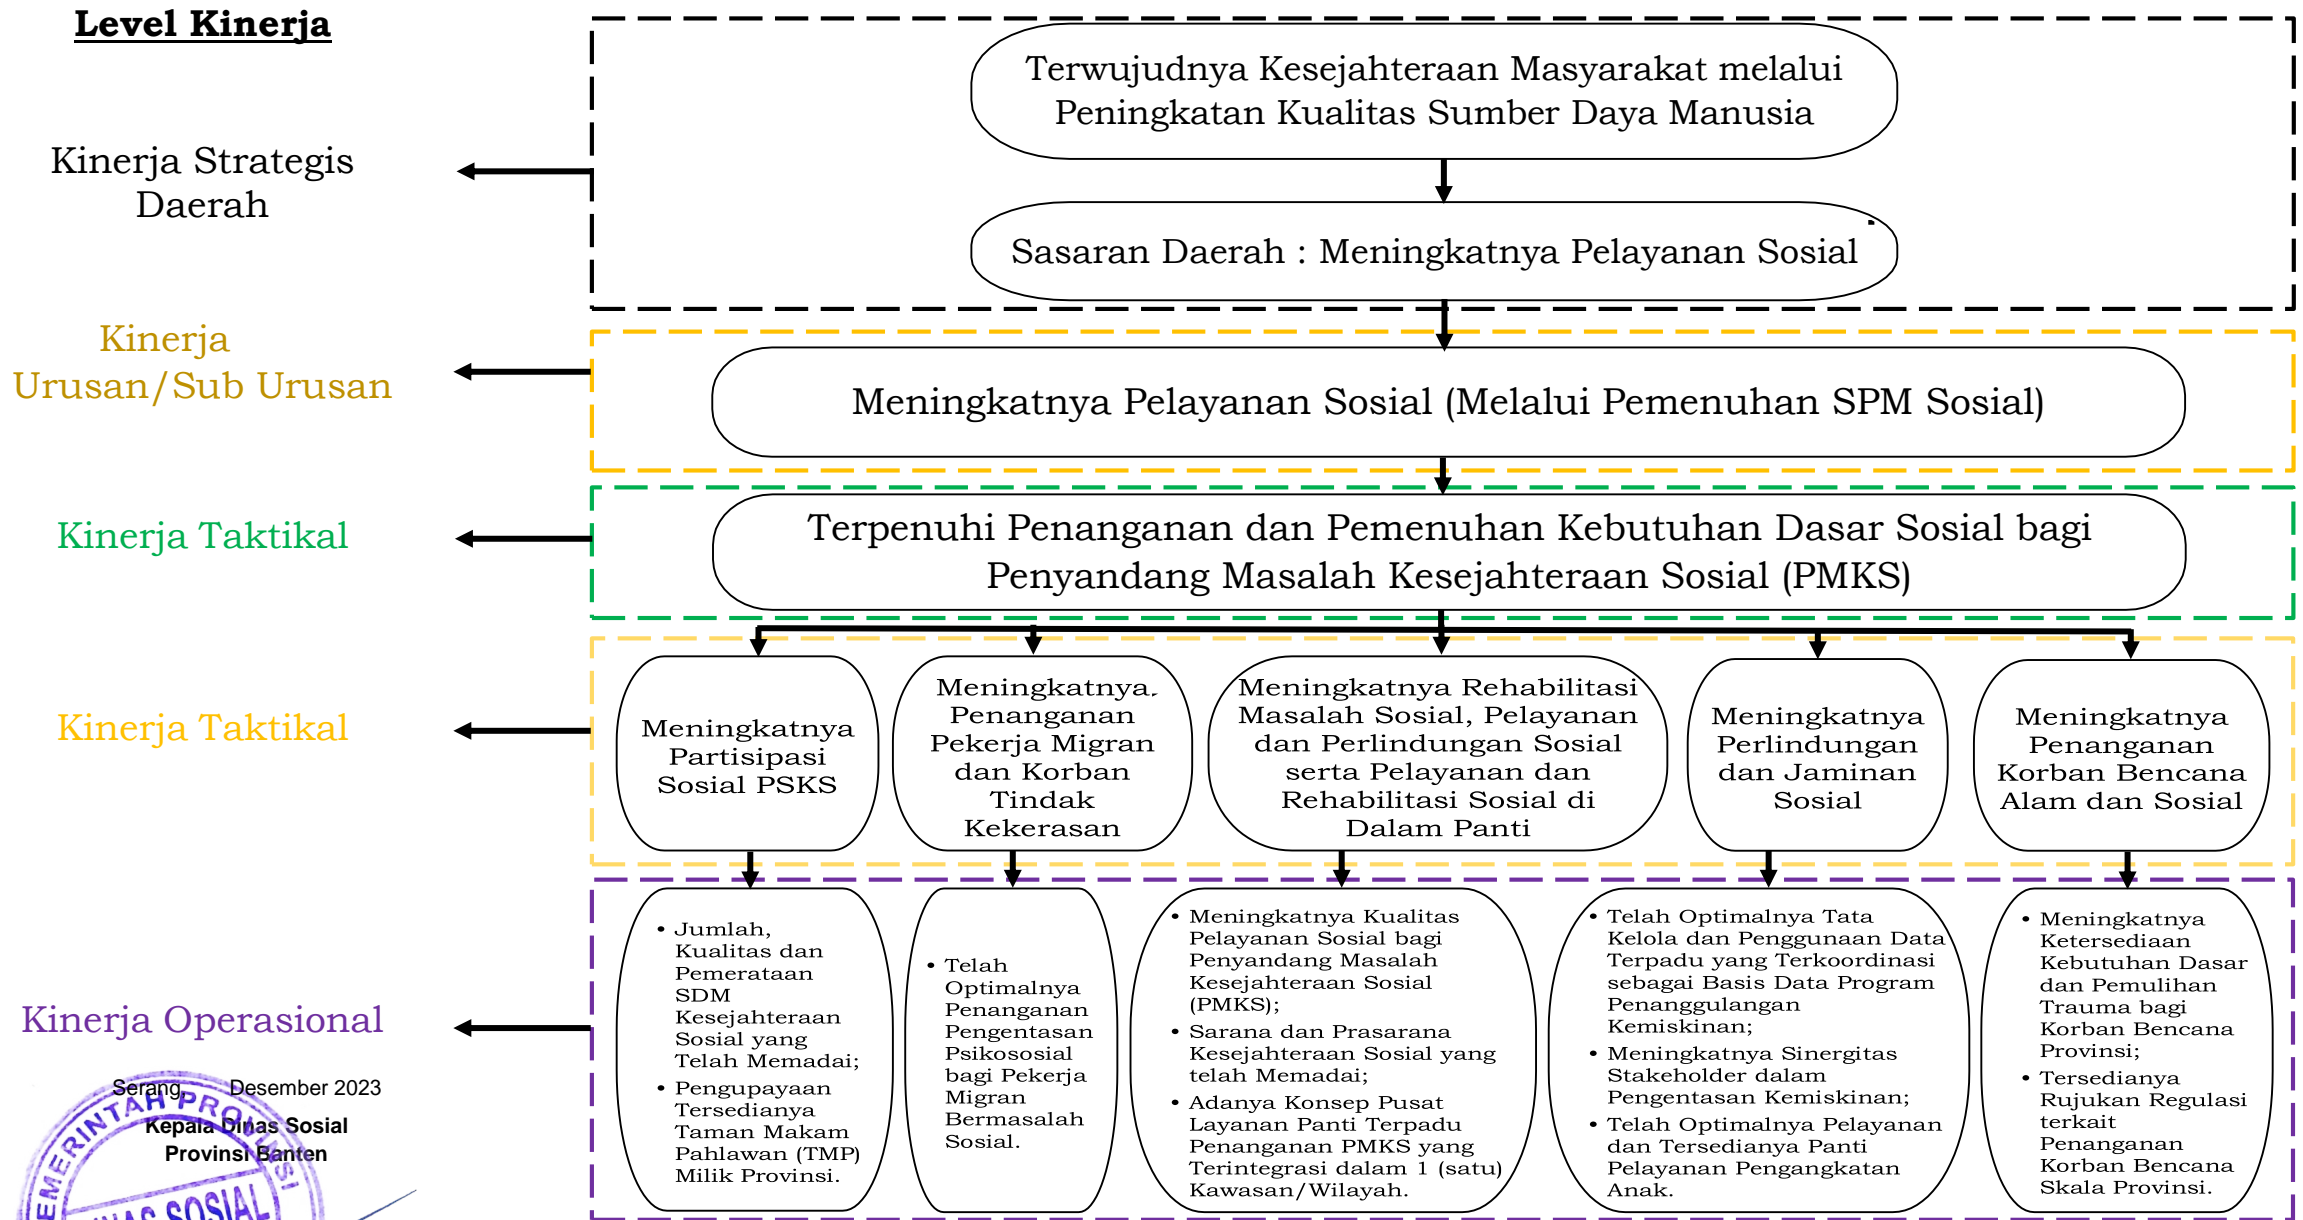 Level Kinerja
Terwujudnya Kesejahteraan Masyarakat melalui
Peningkatan Kualitas Sumber Daya Manusia
Kinerja Strategis
Daerah
Sasaran Daerah : Meningkatnya Pelayanan Sosial
Kinerja
Urusan/Sub Urusan
Meningkatnya Pelayanan Sosial (Melalui Pemenuhan SPM Sosial)
Kinerja Taktikal
Terpenuhi Penanganan dan Pemenuhan Kebutuhan Dasar Sosial bagi
Penyandang Masalah Kesejahteraan Sosial (PMKS)
Kinerja Taktikal
Meningkatnya
Partisipasi
Sosial PSKS
Meningkatnya
Penanganan
Pekerja Migran
dan Korban
Tindak
Kekerasan
Meningkatnya Rehabilitasi
Masalah Sosial, Pelayanan
dan Perlindungan Sosial
serta Pelayanan dan
Rehabilitasi Sosial di
Dalam Panti
Meningkatnya
Perlindungan
dan Jaminan
Sosial
Meningkatnya
Penanganan
Korban Bencana
Alam dan Sosial
Kinerja Operasional
• Jumlah,
Kualitas dan
Pemerataan
SDM
Kesejahteraan
Sosial yang
Telah Memadai;
• Pengupayaan
Tersedianya
Taman Makam
Pahlawan (TMP)
Milik Provinsi.
• Telah
Optimalnya
Penanganan
Pengentasan
Psikososial
bagi Pekerja
Migran
Bermasalah
Sosial.
• Meningkatnya Kualitas
Pelayanan Sosial bagi
Penyandang Masalah
Kesejahteraan Sosial
(PMKS);
• Sarana dan Prasarana
Kesejahteraan Sosial yang
telah Memadai;
• Adanya Konsep Pusat
Layanan Panti Terpadu
Penanganan PMKS yang
Terintegrasi dalam 1 (satu)
Kawasan/Wilayah.
• Telah Optimalnya Tata
Kelola dan Penggunaan Data
Terpadu yang Terkoordinasi
sebagai Basis Data Program
Penanggulangan
Kemiskinan;
• Meningkatnya Sinergitas
Stakeholder dalam
Pengentasan Kemiskinan;
• Telah Optimalnya Pelayanan
dan Tersedianya Panti
Pelayanan Pengangkatan
Anak.
• Meningkatnya
Ketersediaan
Kebutuhan Dasar
dan Pemulihan
Trauma bagi
Korban Bencana
Provinsi;
• Tersedianya
Rujukan Regulasi
terkait
Penanganan
Korban Bencana
Skala Provinsi.
Serang, Desember 2023
Kepala Dinas Sosial
Provinsi Banten
PROVINSI
SOSIAL